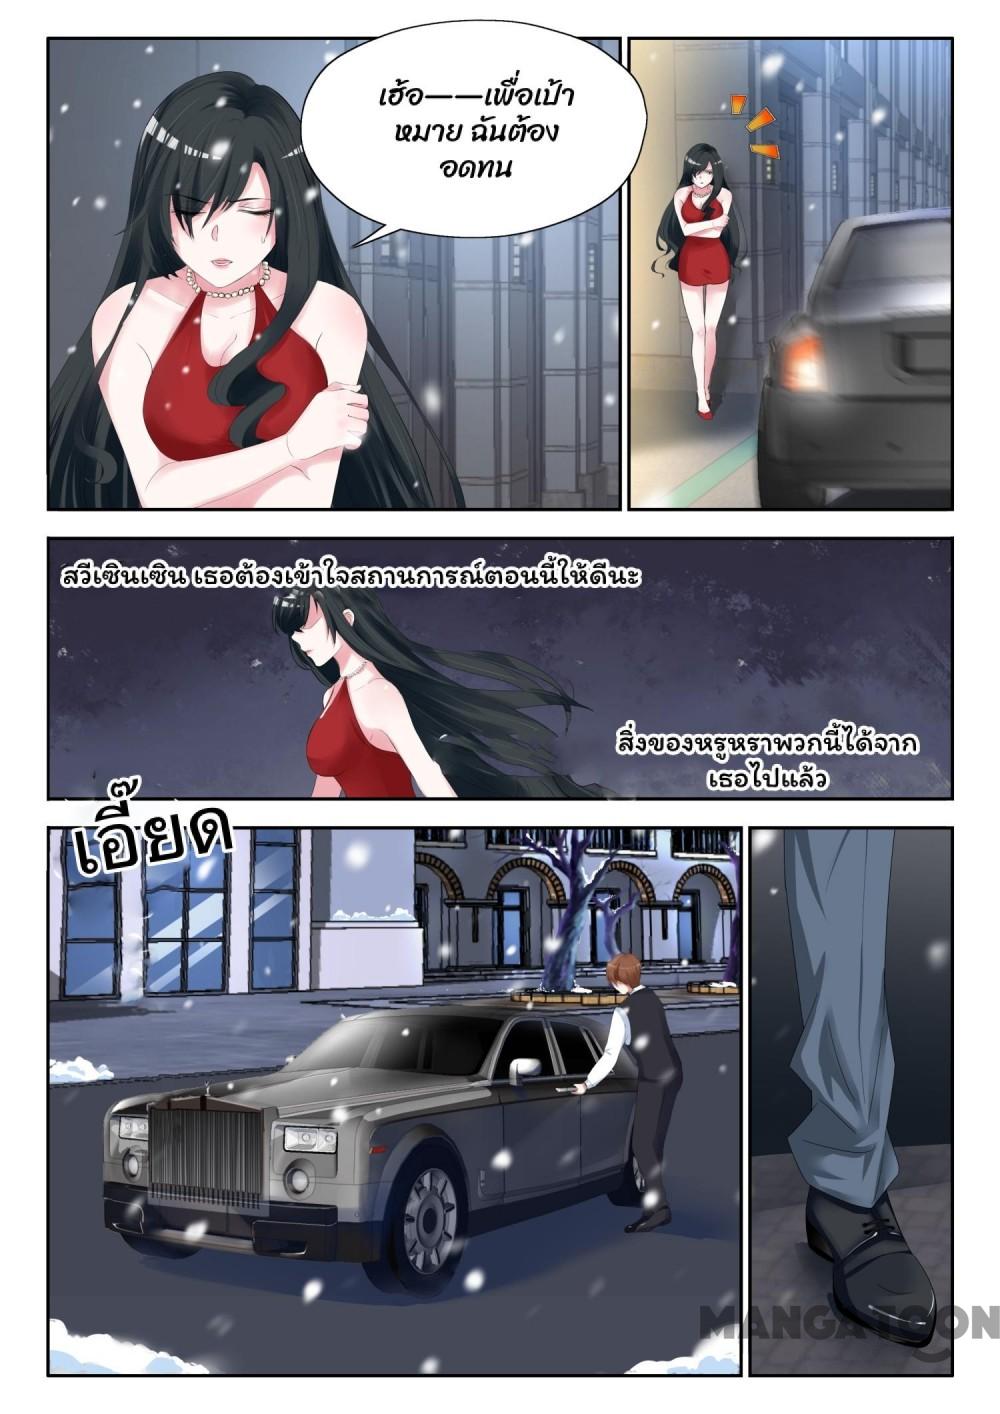 เฮ้อ——เพื่อเป้า
หมาย ฉันต้อง
อดทน
สวีเซินเซิน เธอต้องเข้าใจสถานการณ์ตอนนี้ให้ดีนะ
สิ่งของหรูหราพวกนี้ได้จาก
เธอไปแล้ว
เอี๊ยด
MANGATOON